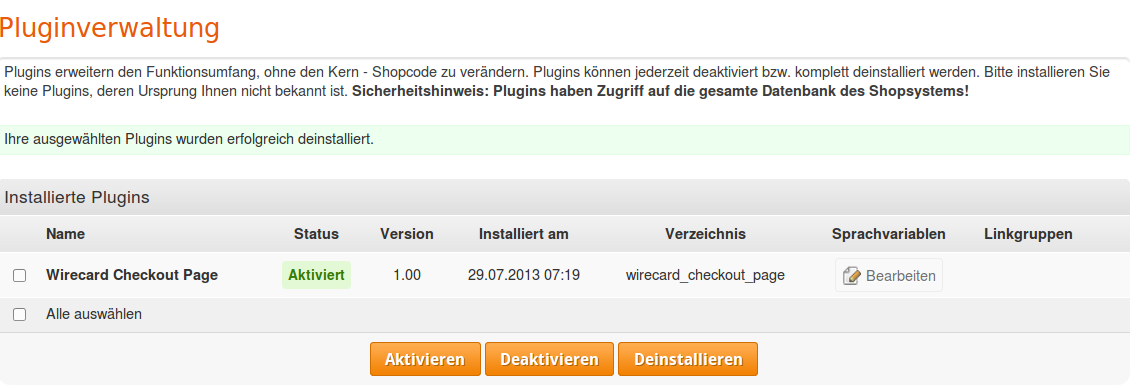 Pluginverwaltung
Plugins erweitern den Funktionsumfang, ohne den Kern - Shopcode zu verändern. Plugins können jederzeit deaktiviert bzw. komplett deinstalliert werden. Bitte installieren Sie
keine Plugins, deren Ursprung Ihnen nicht bekannt ist. Sicherheitshinweis: Plugins haben Zugriff auf die gesamte Datenbank des Shopsystems!
Ihre ausgewählten Plugins wurden erfolgreich deinstalliert.
Installierte Plugins
Name Status Version Installiert am Verzeichnis Sprachvariablen Linkgruppen
Wirecard Checkout Page Aktiviert 1.00 29.07.2013 07:19 wirecard_checkout_page Bearbeiten
Alle auswählen
Aktivieren Deaktivieren Deinstallieren